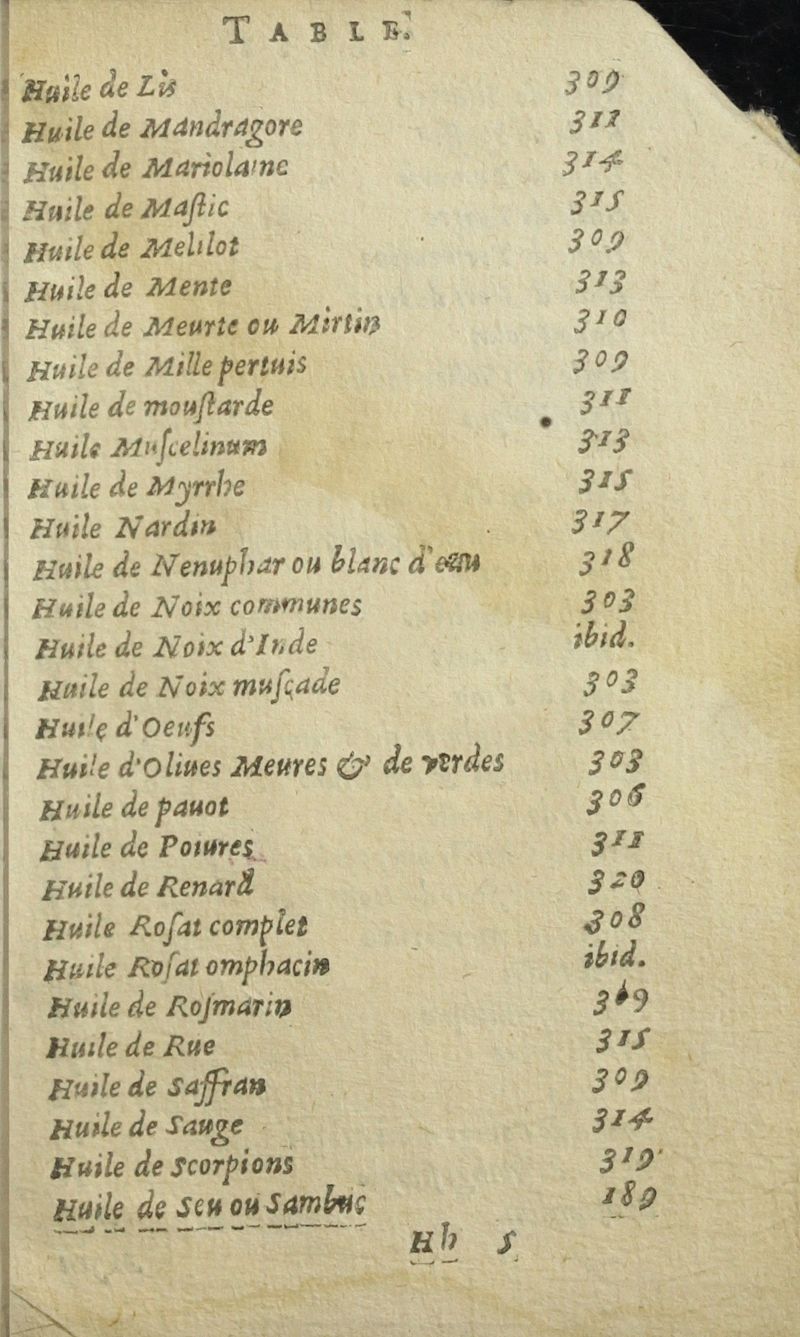 TABLE.
Huile de Lis 309
Huile de Mandragore 311
Huile de Mariolaine 314
Huile de Maſtic 315
Huile de Melilot 309
Huile de Mente 313
Huile de Meurte ou Mirtin 310
Huile de Mille pertuis 309
Huile de mouſtarde 311
Huile Muſcelinum 313
Huile de Myrrhe 315
Huile Nardin 317
Huile de Nenuphar ou blanc d'eau 318
Huile de Noix communes 303
Huile de Noix d'Inde ibid.
Huile de Noix muſçade 303
Huile d'Oeufs 307
Huile d'Oliues Meures & de verdes 303
Huile de pauot 306
Huile de Poiures 311
Huile de Renard 320
Huile Roſat complet 308
Huile Roſat omphacin ibid.
Huile de Roſmarin 319
Huile de Rue 315
Huile de Saffran 309
Huile de Sauge 314
Huile de Scorpions 319
Huile de Seu ou Sambuc 189
Hh 5